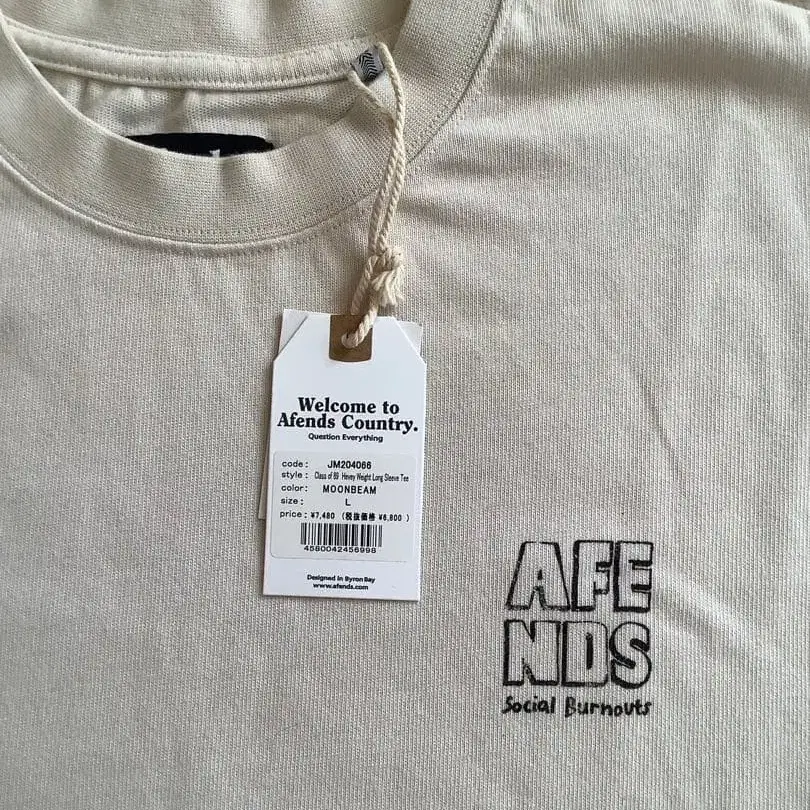 Welcome to
Afends Country.
Question Everything
code: JM204066
style: Class of 89 Hevey Weight Long Sleeve Tee
color: MOONBEAM
size: L
price: ¥7,480 (税抜価格 ¥6,800 )
4580042456998
Designed in Byron Bay
www.afends.com
AFE
NDS
Social Burnouts